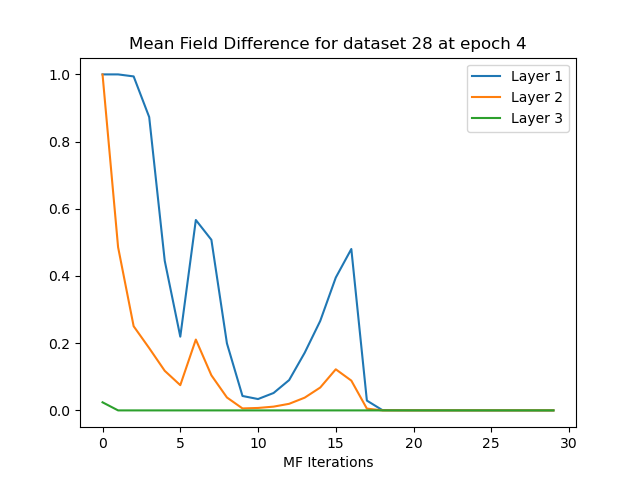 Mean Field Difference for dataset 28 at epoch 4
Layer 1
Layer 2
Layer 3
1.0
0.8
0.6
0.4
0.2
0.0
0 5 10 15 20 25 30
MF Iterations